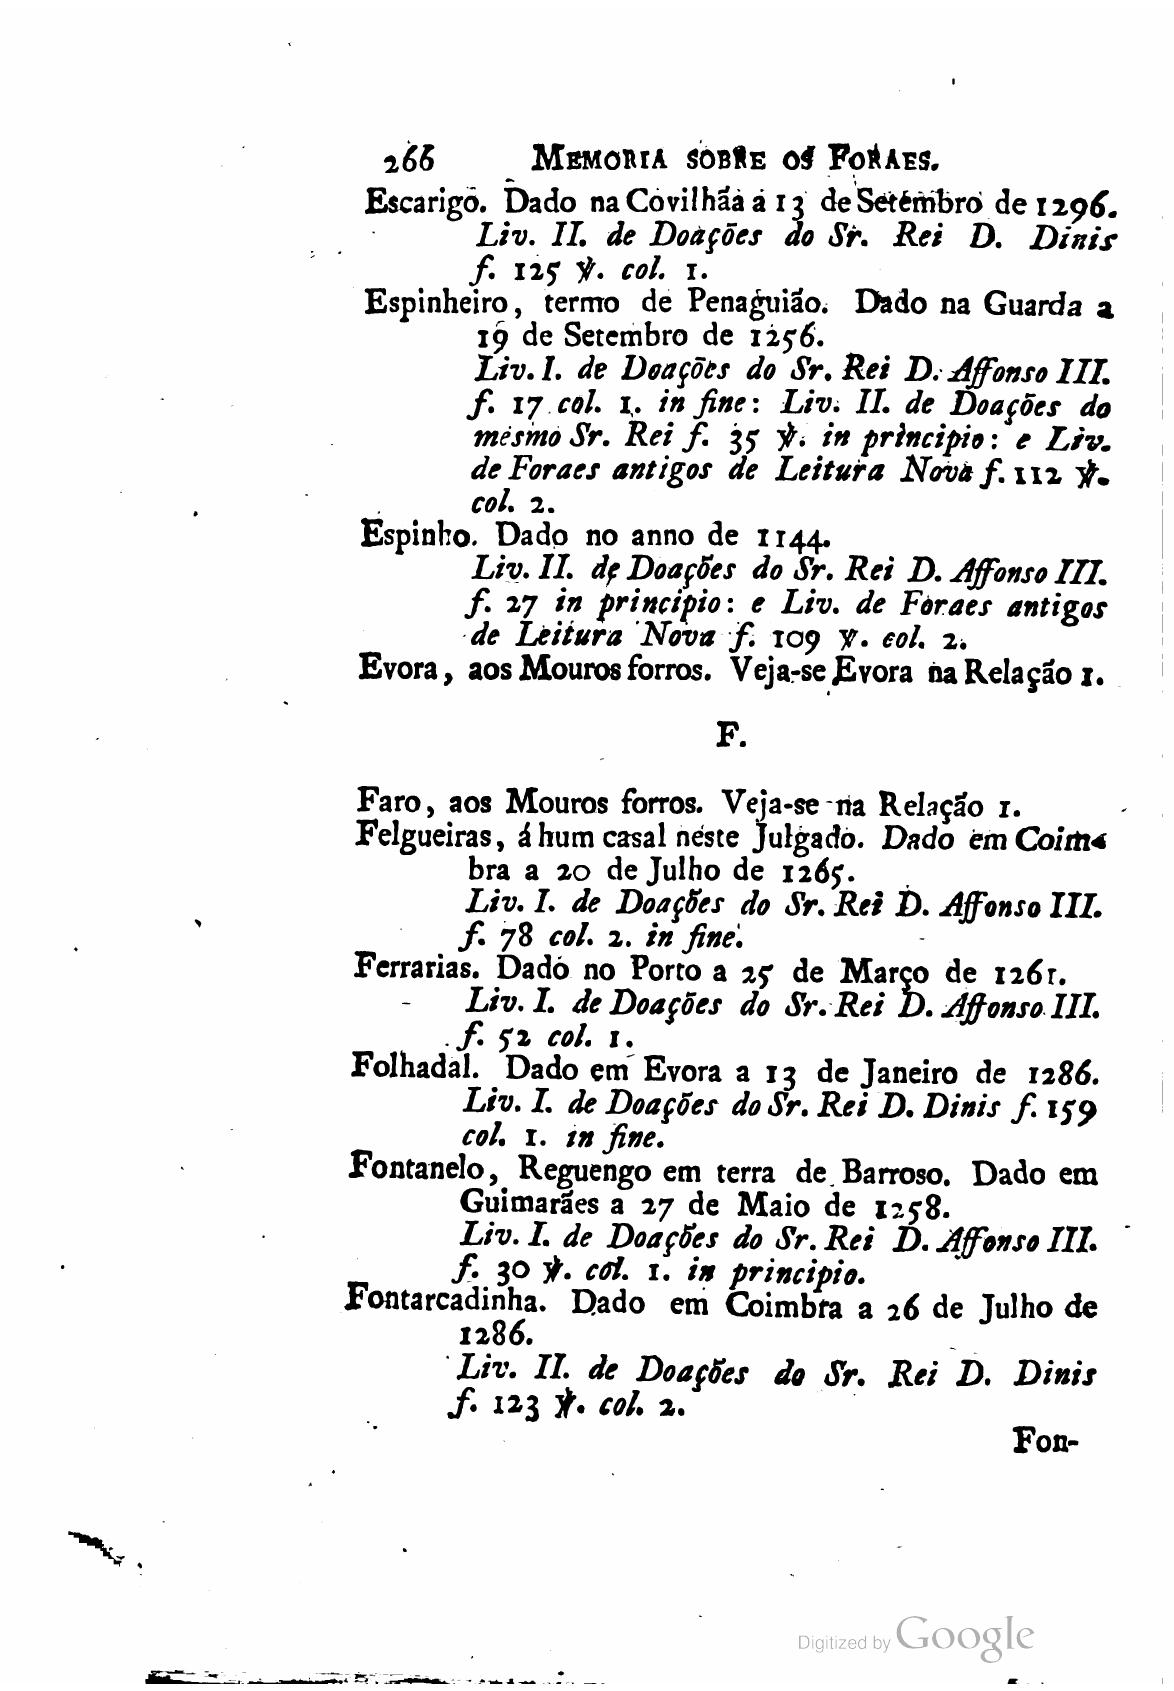 266 MEMORIA SOBRE OS FORAES.
Escarigo. Dado na Covilhãa a 13 de Setembro de 1296.
Liv. II. de Doações do Sr. Rei D. Dinis
f. 125 ℣. col. 1.
Espinheiro, termo de Penaguião. Dado na Guarda a
19 de Setembro de 1256.
Liv. I. de Doações do Sr. Rei D. Affonso III.
f. 17 col. 1. in fine: Liv. II. de Doações do
mesmo Sr. Rei f. 35 ℣. in principio: e Liv.
de Foraes antigos de Leitura Nova f. 112 ℣.
col. 2.
Espinho. Dado no anno de 1144.
Liv. II. de Doações do Sr. Rei D. Affonso III.
f. 27 in principio: e Liv. de Foraes antigos
de Leitura Nova f. 109 ℣. col. 2.
Evora, aos Mouros forros. Veja-se Evora na Relação 1.
F.
Faro, aos Mouros forros. Veja-se na Relação 1.
Felgueiras, á hum casal neste Julgado. Dado em Coim-
bra a 20 de Julho de 1265.
Liv. I. de Doações do Sr. Rei D. Affonso III.
f. 78 col. 2. in fine.
Ferrarias. Dado no Porto a 25 de Março de 1261.
Liv. I. de Doações do Sr. Rei D. Affonso III.
f. 52 col. 1.
Folhadal. Dado em Evora a 13 de Janeiro de 1286.
Liv. I. de Doações do Sr. Rei D. Dinis f. 159
col. 1. in fine.
Fontanelo, Reguengo em terra de Barroso. Dado em
Guimarães a 27 de Maio de 1258.
Liv. I. de Doações do Sr. Rei D. Affonso III.
f. 30 ℣. col. 1. in principio.
Fontarcadinha. Dado em Coimbra a 26 de Julho de
1286.
Liv. II. de Doações do Sr. Rei D. Dinis
f. 123 ℣. col. 2.
Fon-
Digitized by Google